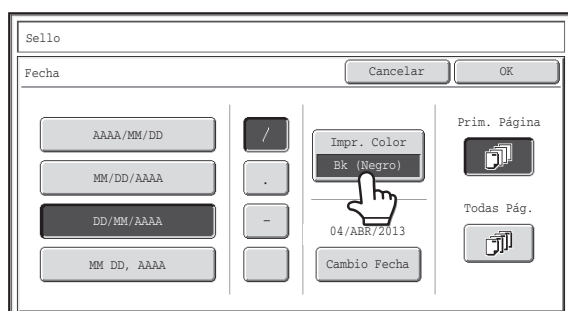 Sello
Fecha
Cancelar
OK
AAAA/MM/DD
MM/DD/AAAA
DD/MM/AAAA
MM DD, AAAA
/
.
-
Impr. Color
Bk (Negro)
04/ABR/2013
Cambio Fecha
Prim. Página
Todas Pág.